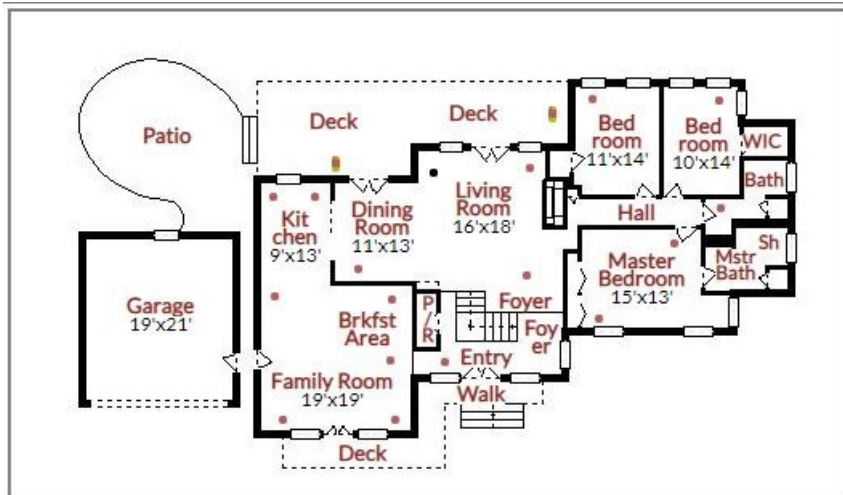 Patio
Deck
Deck
Bed
room
11'x14'
Bed
room
10'x14'
WIC
Bath
Kit
chen
9'x13'
Dining
Room
11'x13'
Living
Room
16'x18'
Hall
Master
Bedroom
15'x13'
Mstr
Bath
Sh
Garage
19'x21'
Brkfst
Area
P
/
R
Foyer
Foy
er
Entry
Walk
Family Room
19'x19'
Deck